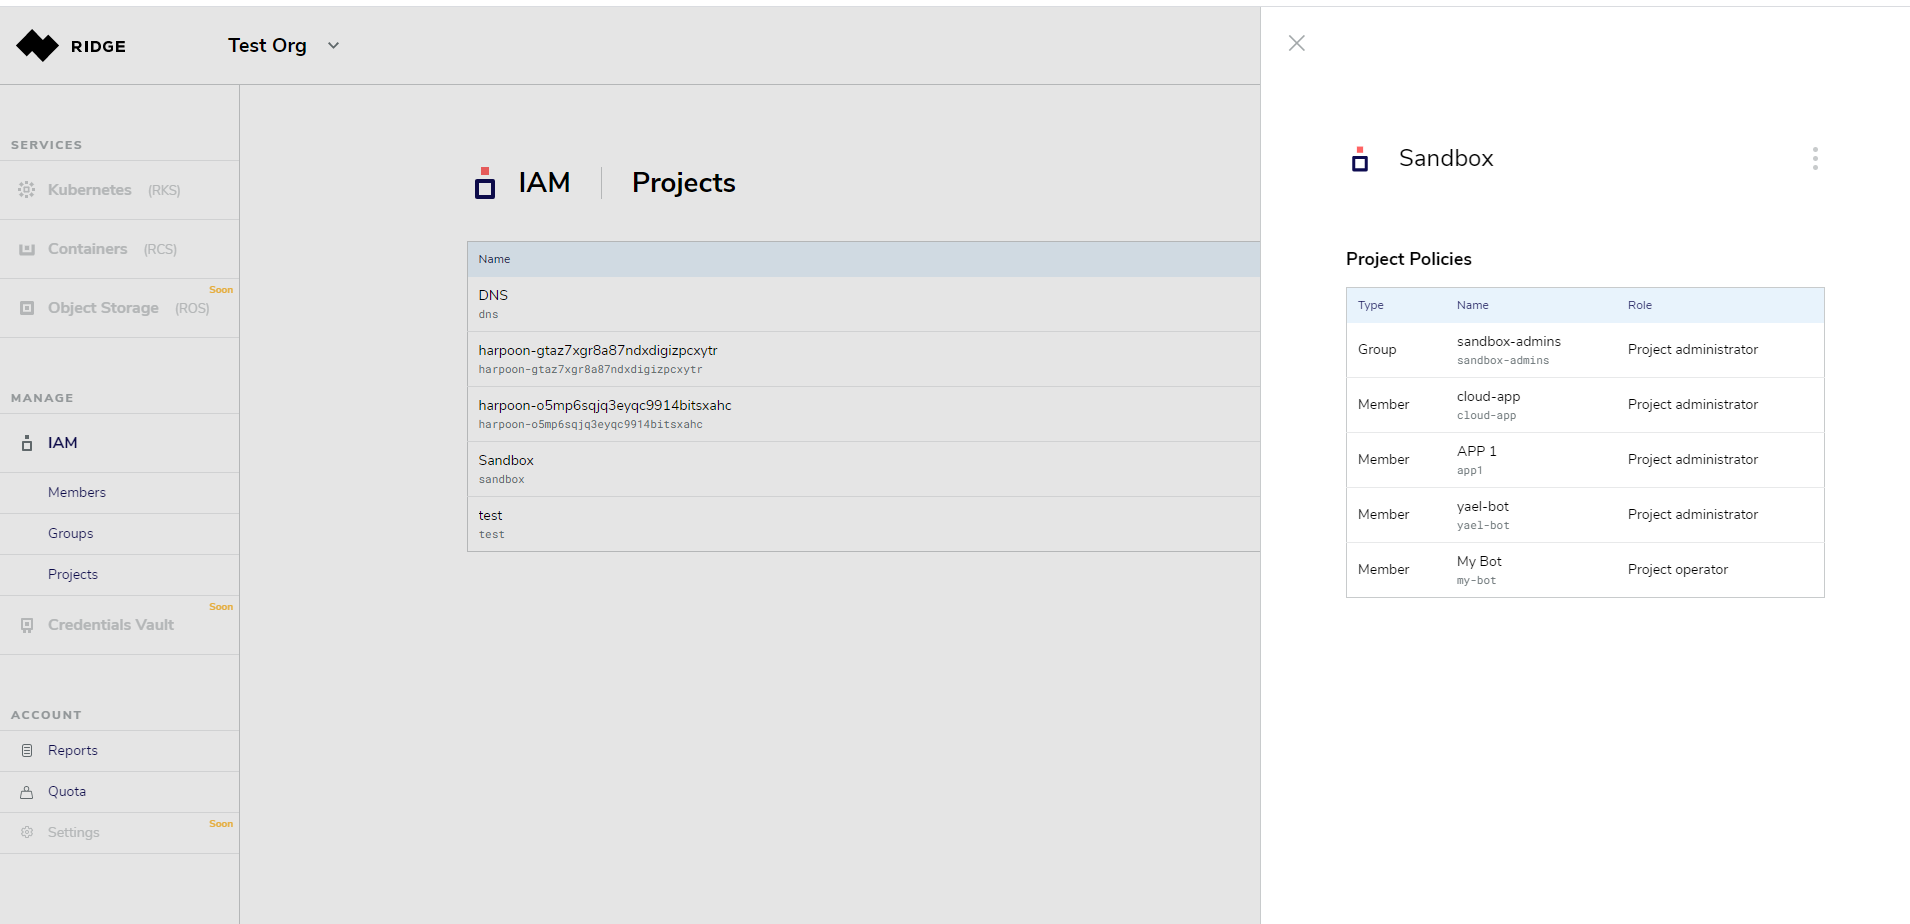 RIDGE
Test Org
SERVICES
Kubernetes (RKS)
Containers (RCS)
Soon
Object Storage (ROS)
MANAGE
IAM
Members
Groups
Projects
Soon
Credentials Vault
ACCOUNT
Reports
Quota
Soon
Settings
IAM Projects
Name
DNS
dns
harpoon-gtaz7xgr8a87ndxdigizpcxytr
harpoon-gtaz7xgr8a87ndxdigizpcxytr
harpoon-o5mp6sqjq3eyqc9914bitsxahc
harpoon-o5mp6sqjq3eyqc9914bitsxahc
Sandbox
sandbox
test
test
Sandbox
Project Policies
Type Name Role
Group sandbox-admins Project administrator
sandbox-admins
Member cloud-app Project administrator
cloud-app
Member APP 1 Project administrator
app1
Member yael-bot Project administrator
yael-bot
Member My Bot Project operator
my-bot